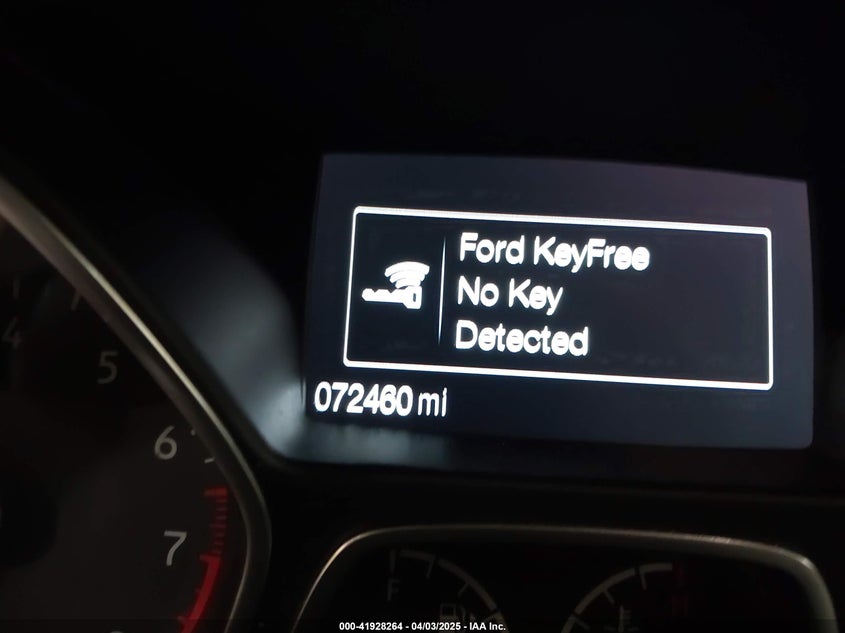 Ford KeyFree
No Key
Detected
072460 mi
5
6
7
F
H
000-41928264 - 04/03/2025 - IAA Inc.